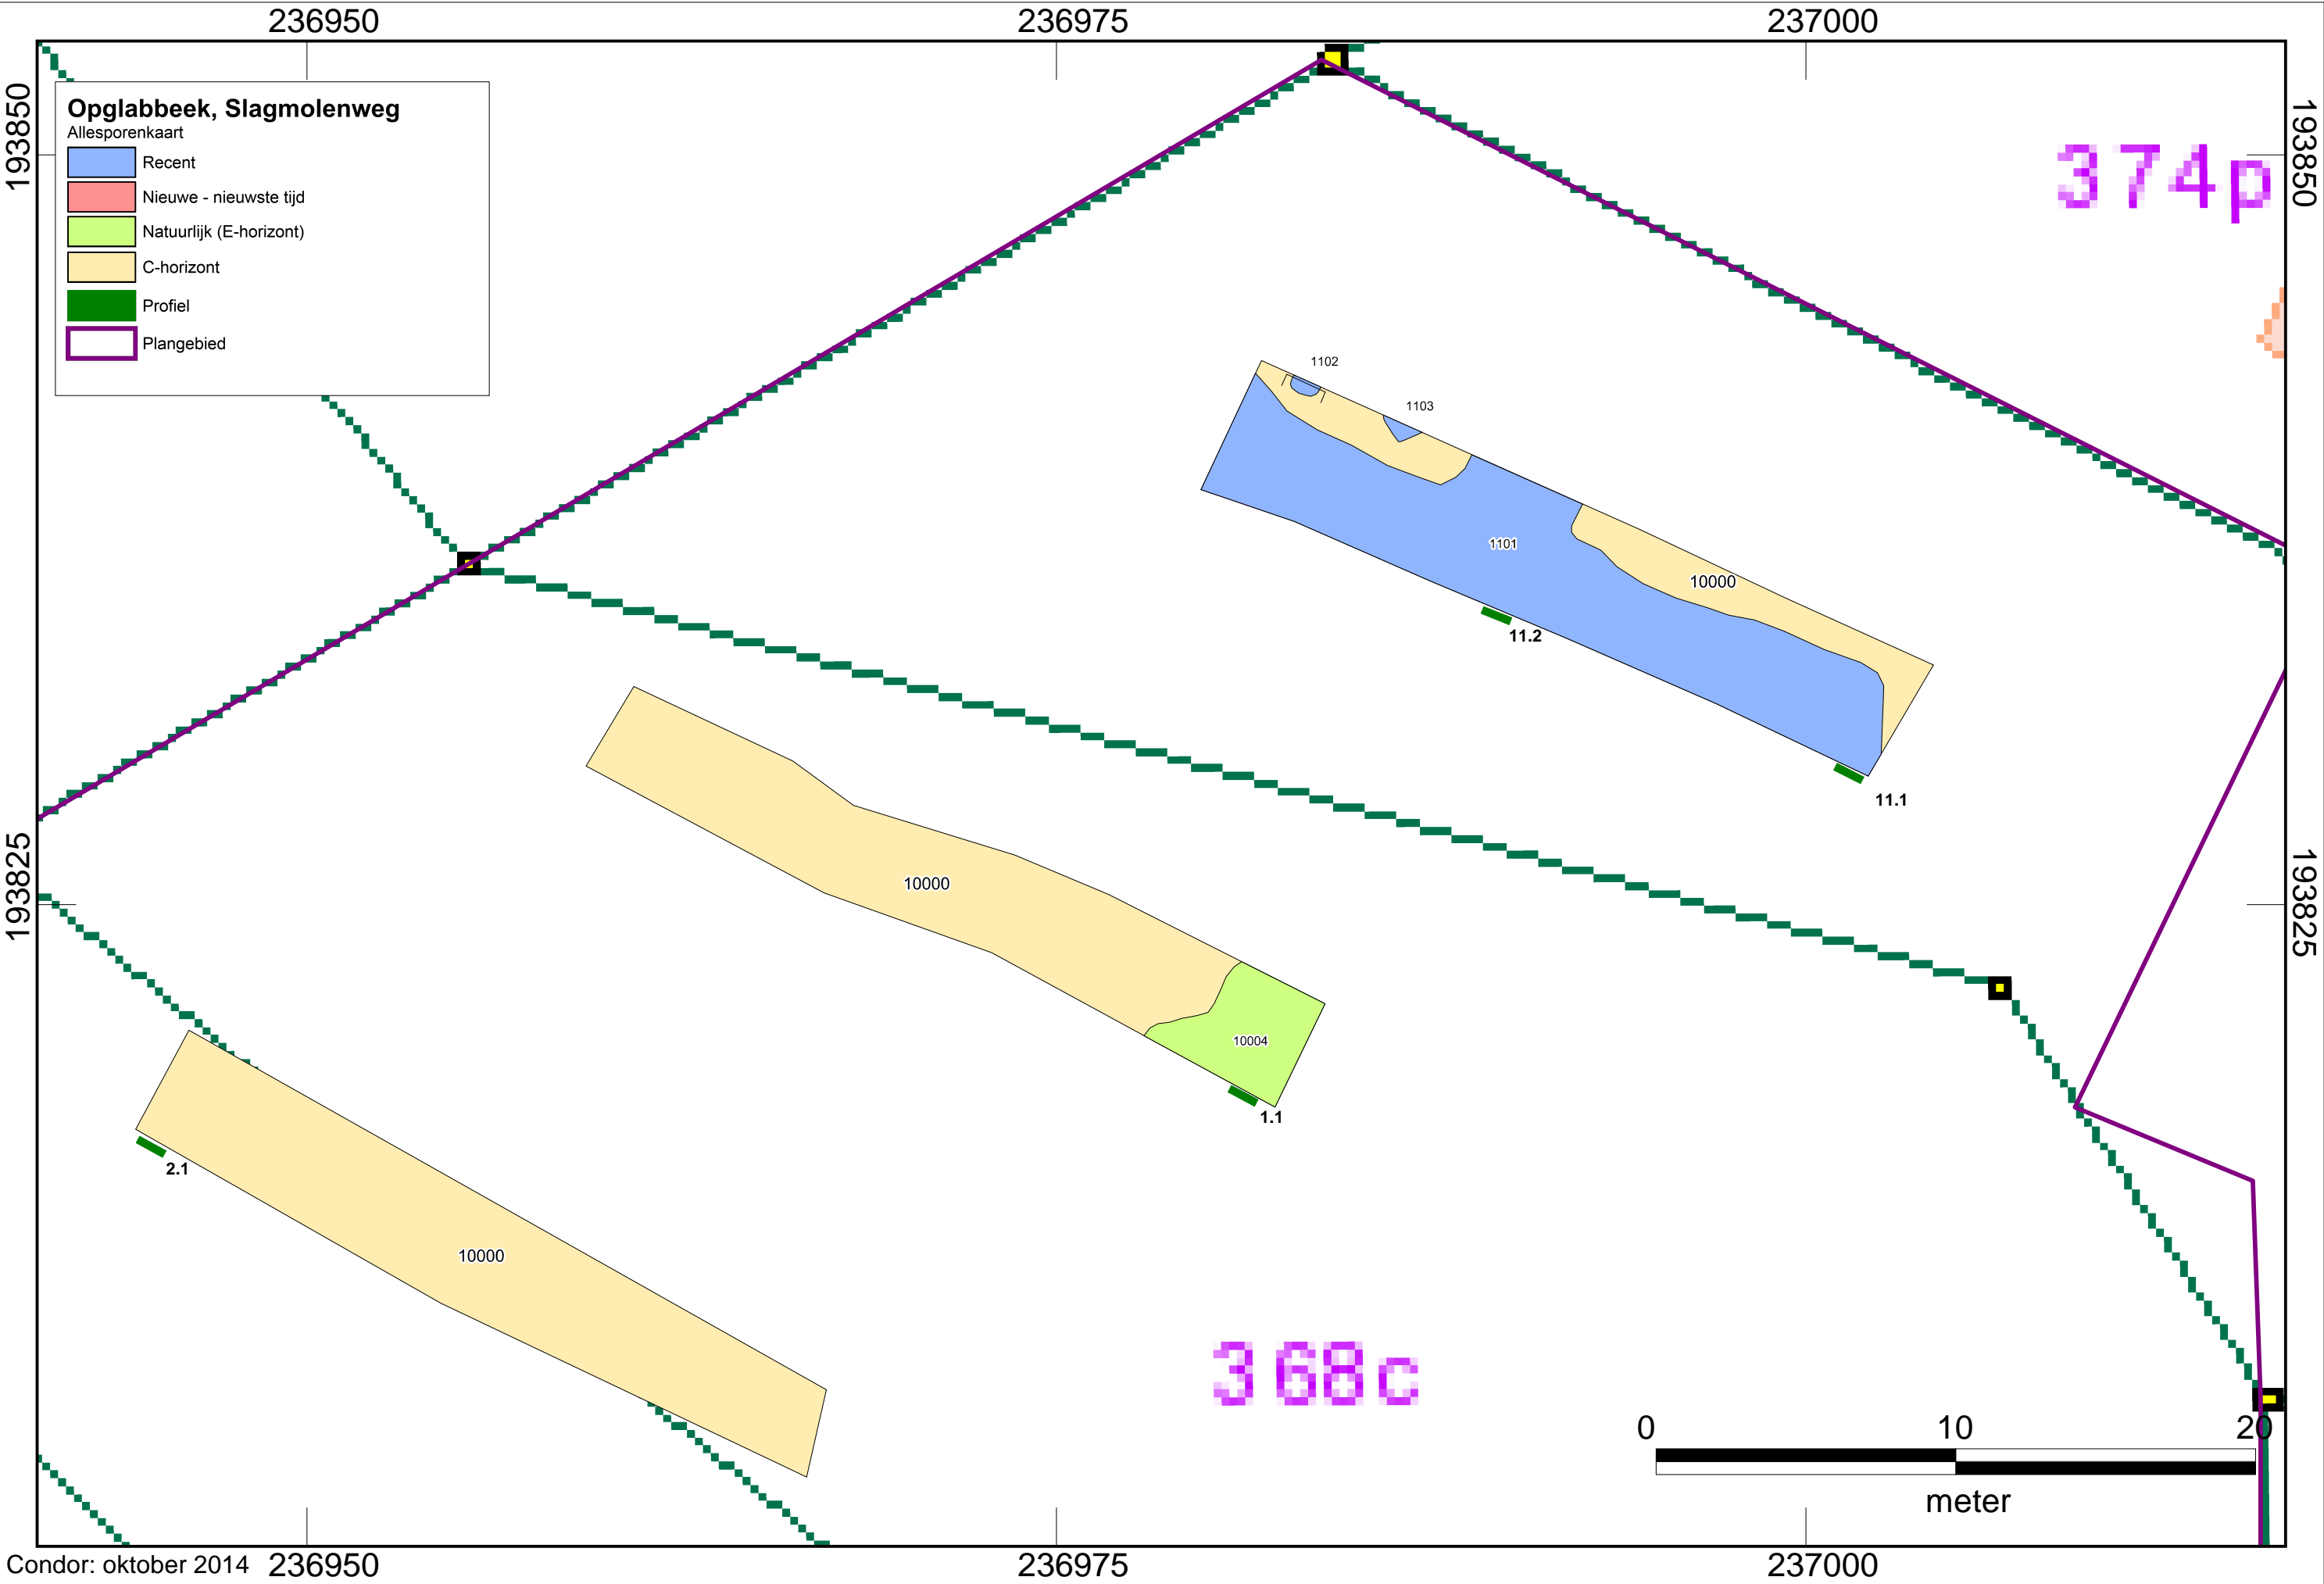 236950 236975 237000
193850
193850
Opglabbeek, Slagmolenweg
Allesporenkaart
Recent
Nieuwe - nieuwste tijd
Natuurlijk (E-horizont)
C-horizont
Profiel
Plangebied
374p
1102
1103
1101
10000
11.2
11.1
193825
193825
10000
10004
1.1
2.1
10000
368c
0 10 20
meter
Condor: oktober 2014
236950 236975 237000